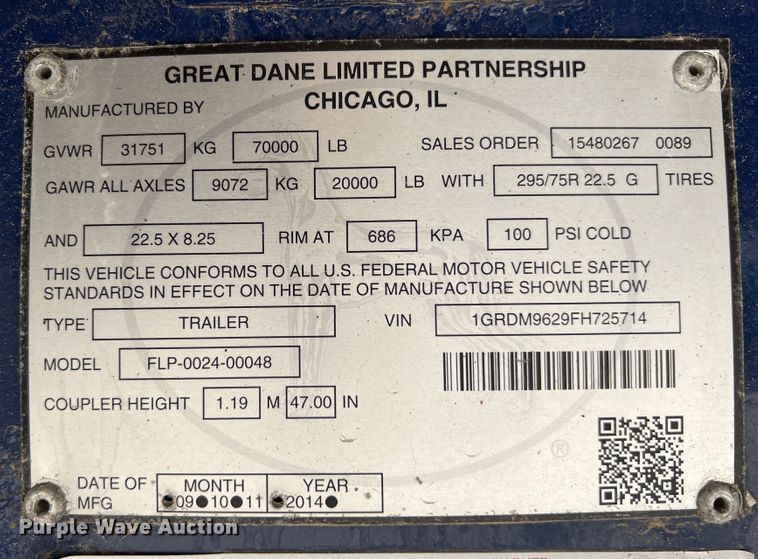 GREAT DANE LIMITED PARTNERSHIP
CHICAGO, IL
MANUFACTURED BY
GVWR 31751 KG 70000 LB SALES ORDER 15480267 0089
GAWR ALL AXLES 9072 KG 20000 LB WITH 295/75R 22.5 G TIRES
AND 22.5 X 8.25 RIM AT 686 KPA 100 PSI COLD
THIS VEHICLE CONFORMS TO ALL U.S. FEDERAL MOTOR VEHICLE SAFETY
STANDARDS IN EFFECT ON THE DATE OF MANUFACTURE SHOWN BELOW
TYPE TRAILER VIN 1GRDM9629FH725714
MODEL FLP-0024-00048
COUPLER HEIGHT 1.19 M 47.00 IN
®
DATE OF MFG MONTH YEAR
09 10 11 2014
Purple Wave Auction